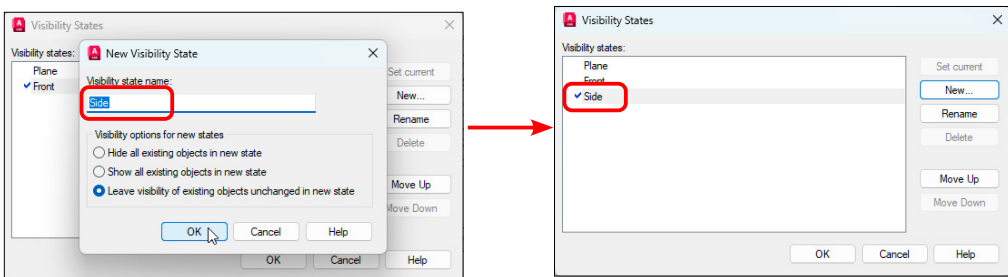 Visibility States
Visibility states:
Plane
Front
Set current
New...
Rename
Delete
Move Up
Move Down
OK
Cancel
Help
New Visibility State
Visibility state name:
Side
Visibility options for new states
Hide all existing objects in new state
Show all existing objects in new state
Leave visibility of existing objects unchanged in new state
OK
Cancel
Help
Visibility States
Visibility states:
Plane
Front
Side
Set current
New...
Rename
Delete
Move Up
Move Down
OK
Cancel
Help